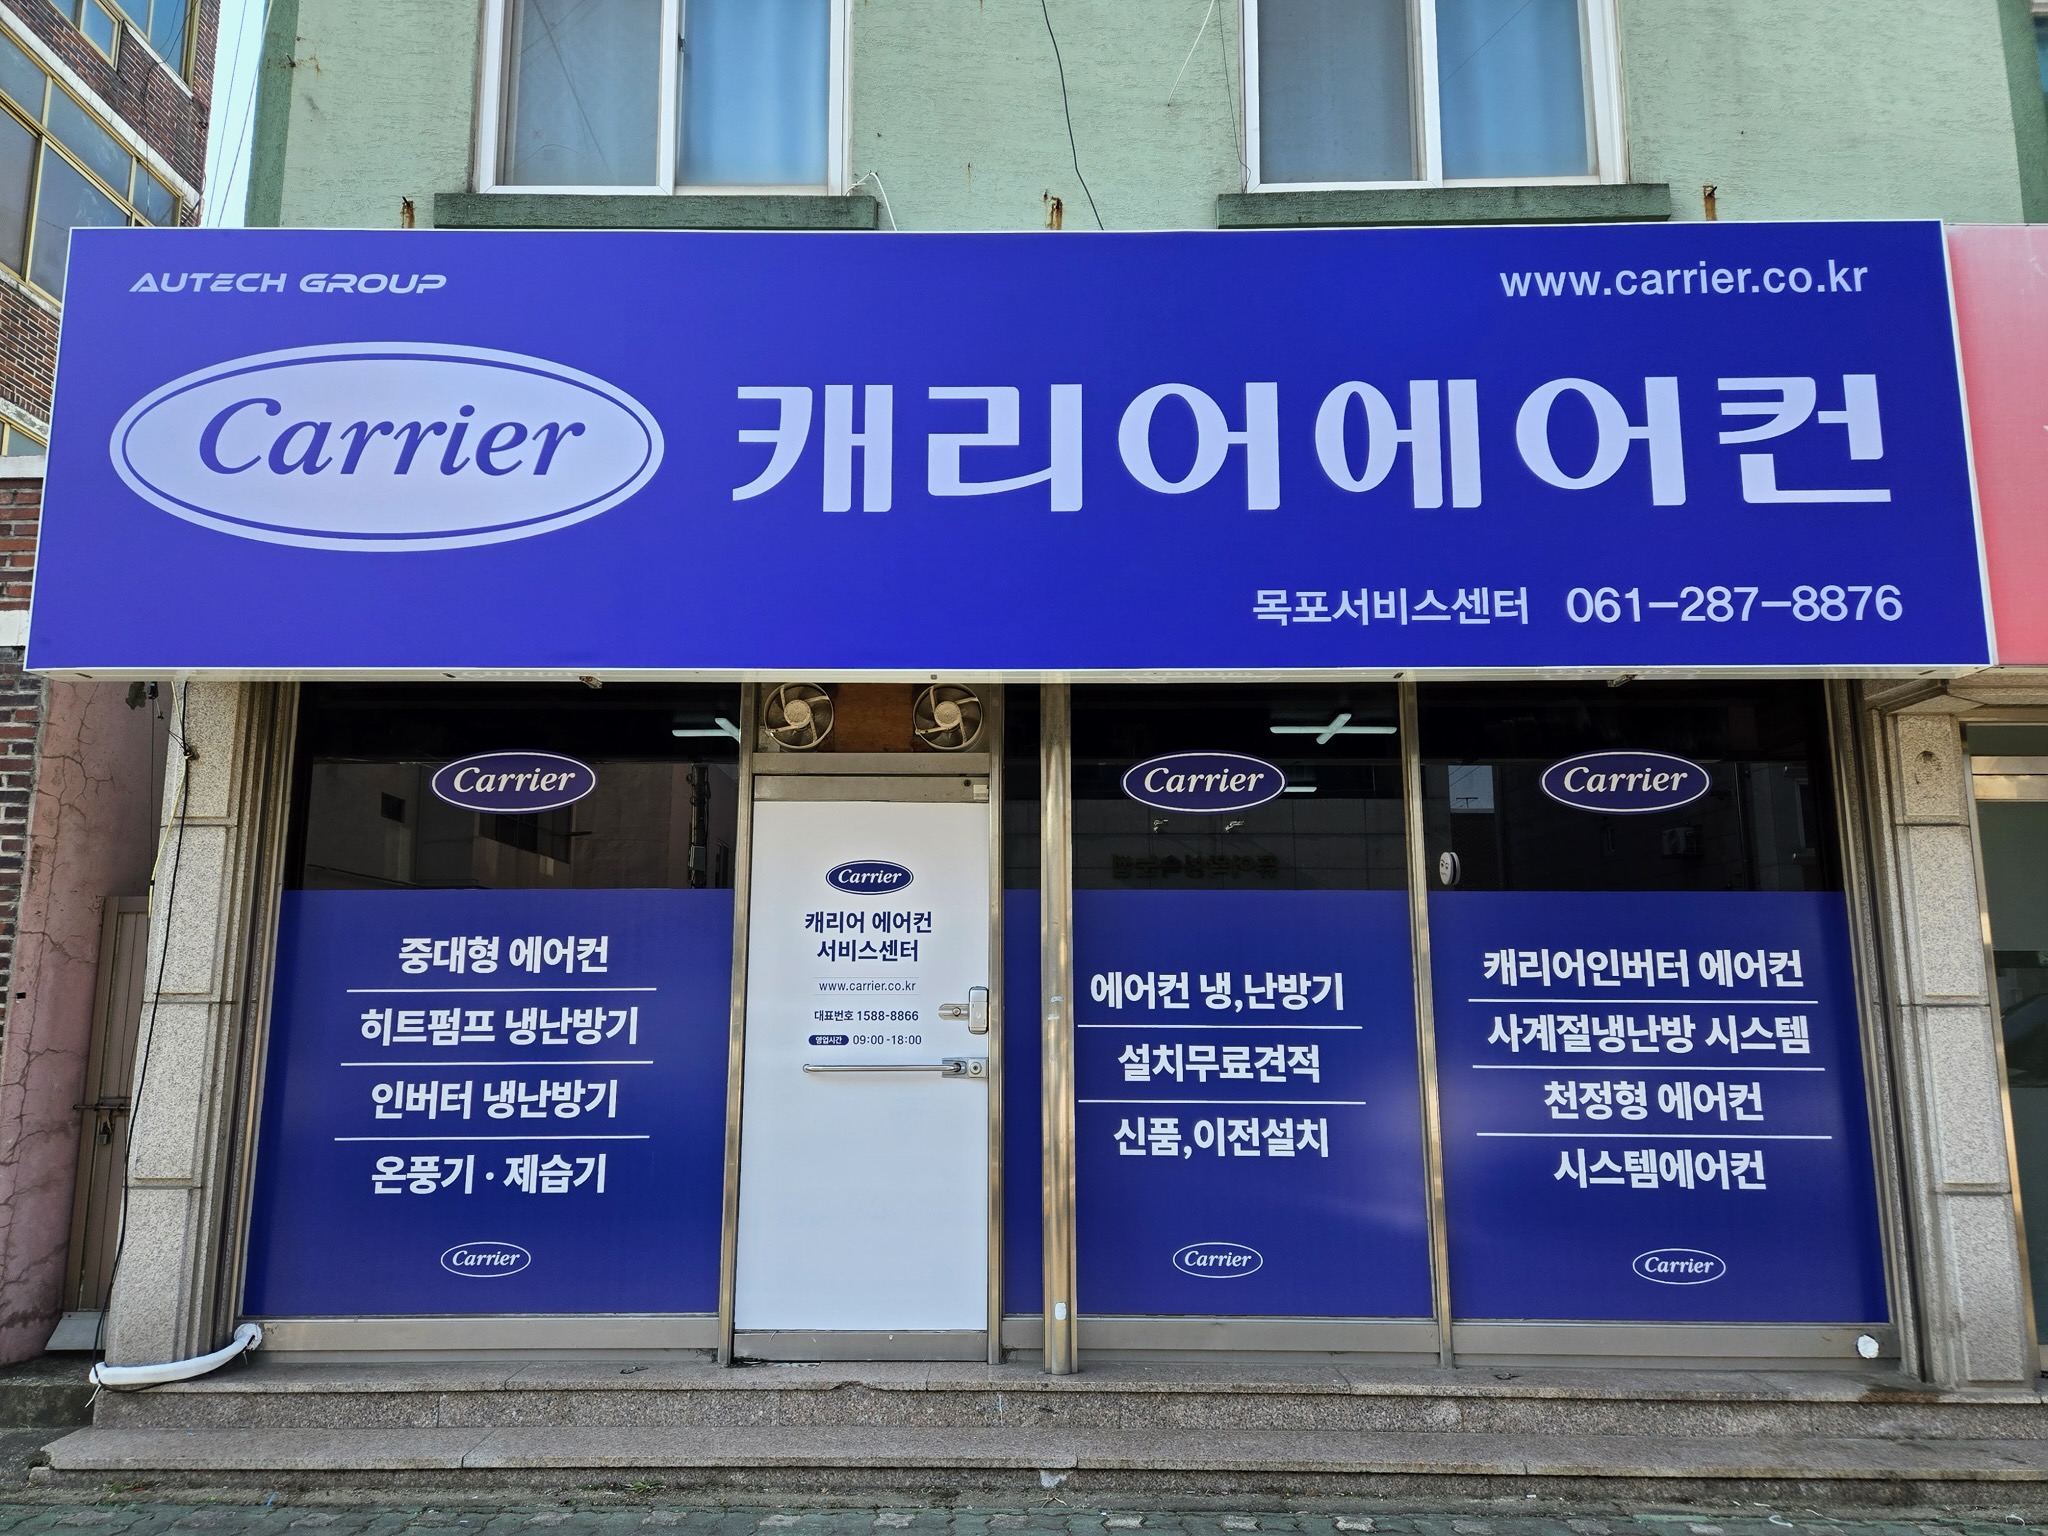 AUTECH GROUP
www.carrier.co.kr
Carrier
캐리어에어컨
목포서비스센터 061-287-8876
Carrier
중대형 에어컨
히트펌프 냉난방기
인버터 냉난방기
온풍기·제습기
Carrier
Carrier
캐리어 에어컨
서비스센터
www.carrier.co.kr
대표번호 1588-8866
영업시간 09:00-18:00
Carrier
에어컨 냉,난방기
설치무료견적
신품,이전설치
Carrier
Carrier
캐리어인버터 에어컨
사계절냉난방 시스템
천정형 에어컨
시스템에어컨
Carrier